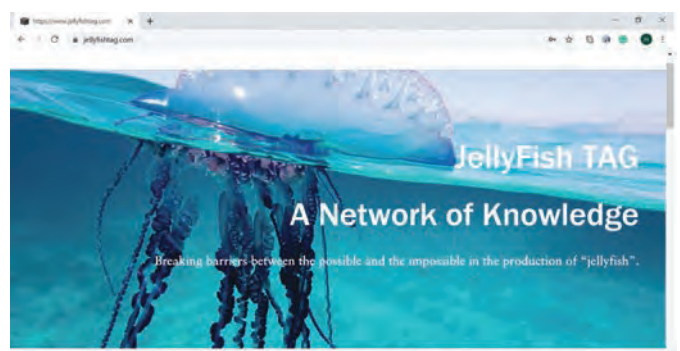 https://www.jellyfishtag.com
jellyfishtag.com
JellyFish TAG
A Network of Knowledge
Breaking barriers between the possible and the impossible in the production of “jellyfish”.